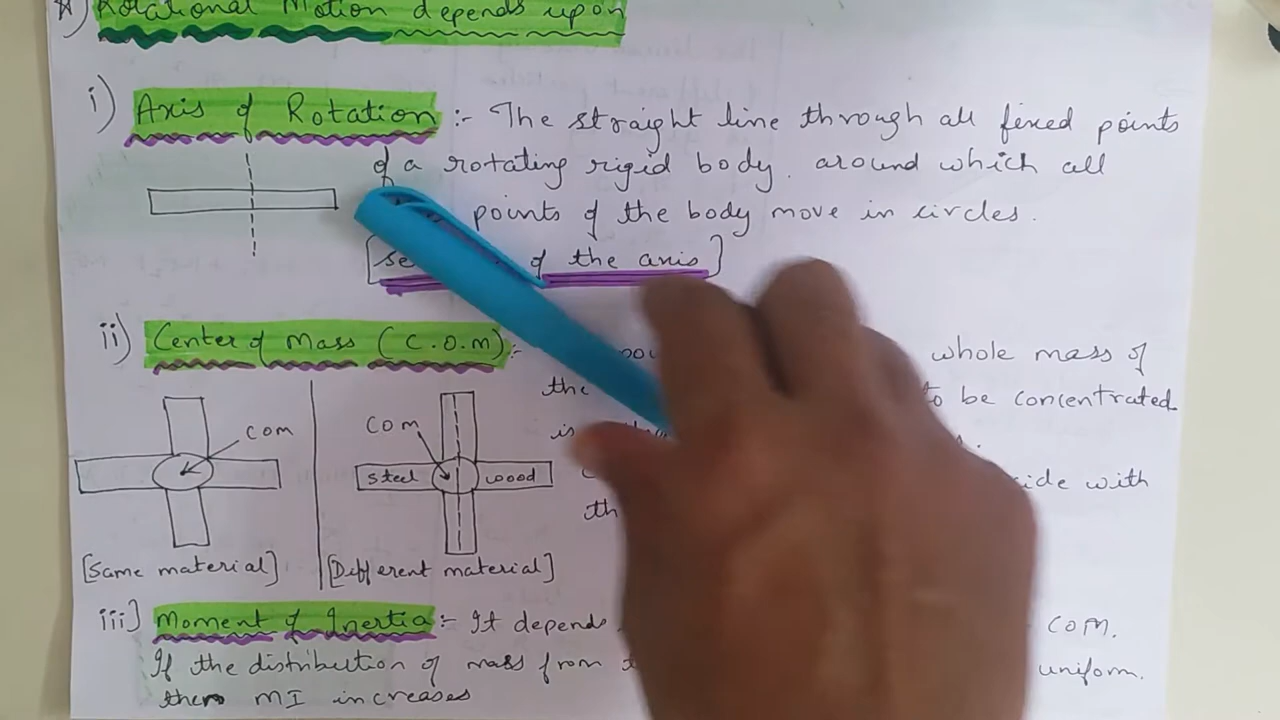 Rotational Motion depends upon
i) Axis of Rotation :- The straight line through all fixed points
of a rotating rigid body. around which all
points of the body move in circles.
of the axis]
ii) Center of Mass (C.O.M) :- whole mass of
the to be concentrated
is
COM
COM
steel wood
side with
th
[Same material] [Different material]
iii] Moment of Inertia :- It depends COM.
If the distribution of mass from uniform.
then MI increases